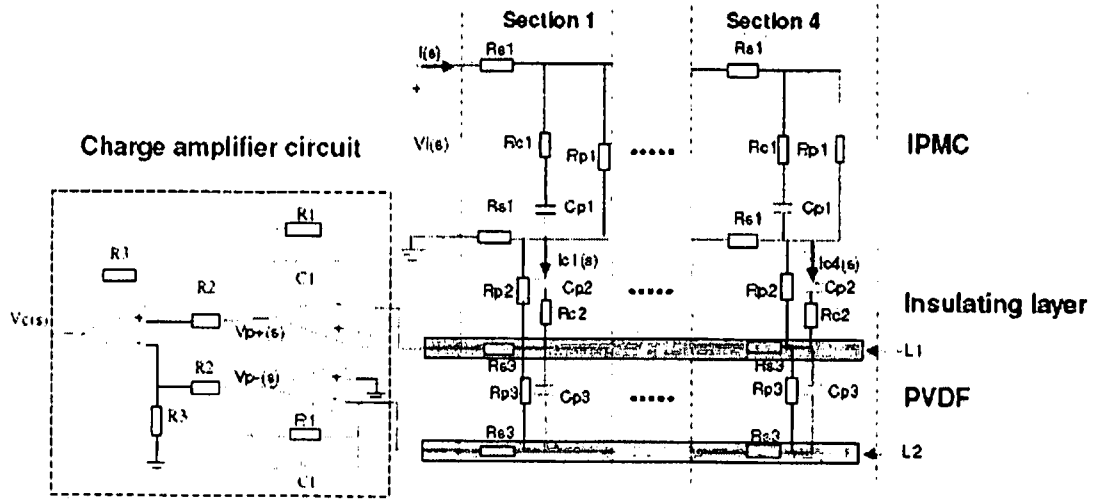 Section 1
Section 4
I(s)
Rs1
Rs1
+
Charge amplifier circuit
Vi(s)
Rc1
Rp1
.....
Rc1
Rp1
IPMC
R1
Rs1
Cp1
Rs1
Cp1
R3
C1
R2
Ic1(s)
Ic4(s)
Rp2
Cp2
.....
Rp2
Cp2
Insulating layer
Vc(s)
+
Vp+(s)
+
Rc2
Rc2
L1
R2
Vp-(s)
Rs3
Rs3
R3
Rp3
Cp3
.....
Rp3
Cp3
PVDF
R1
Rs3
Rs3
L2
C1